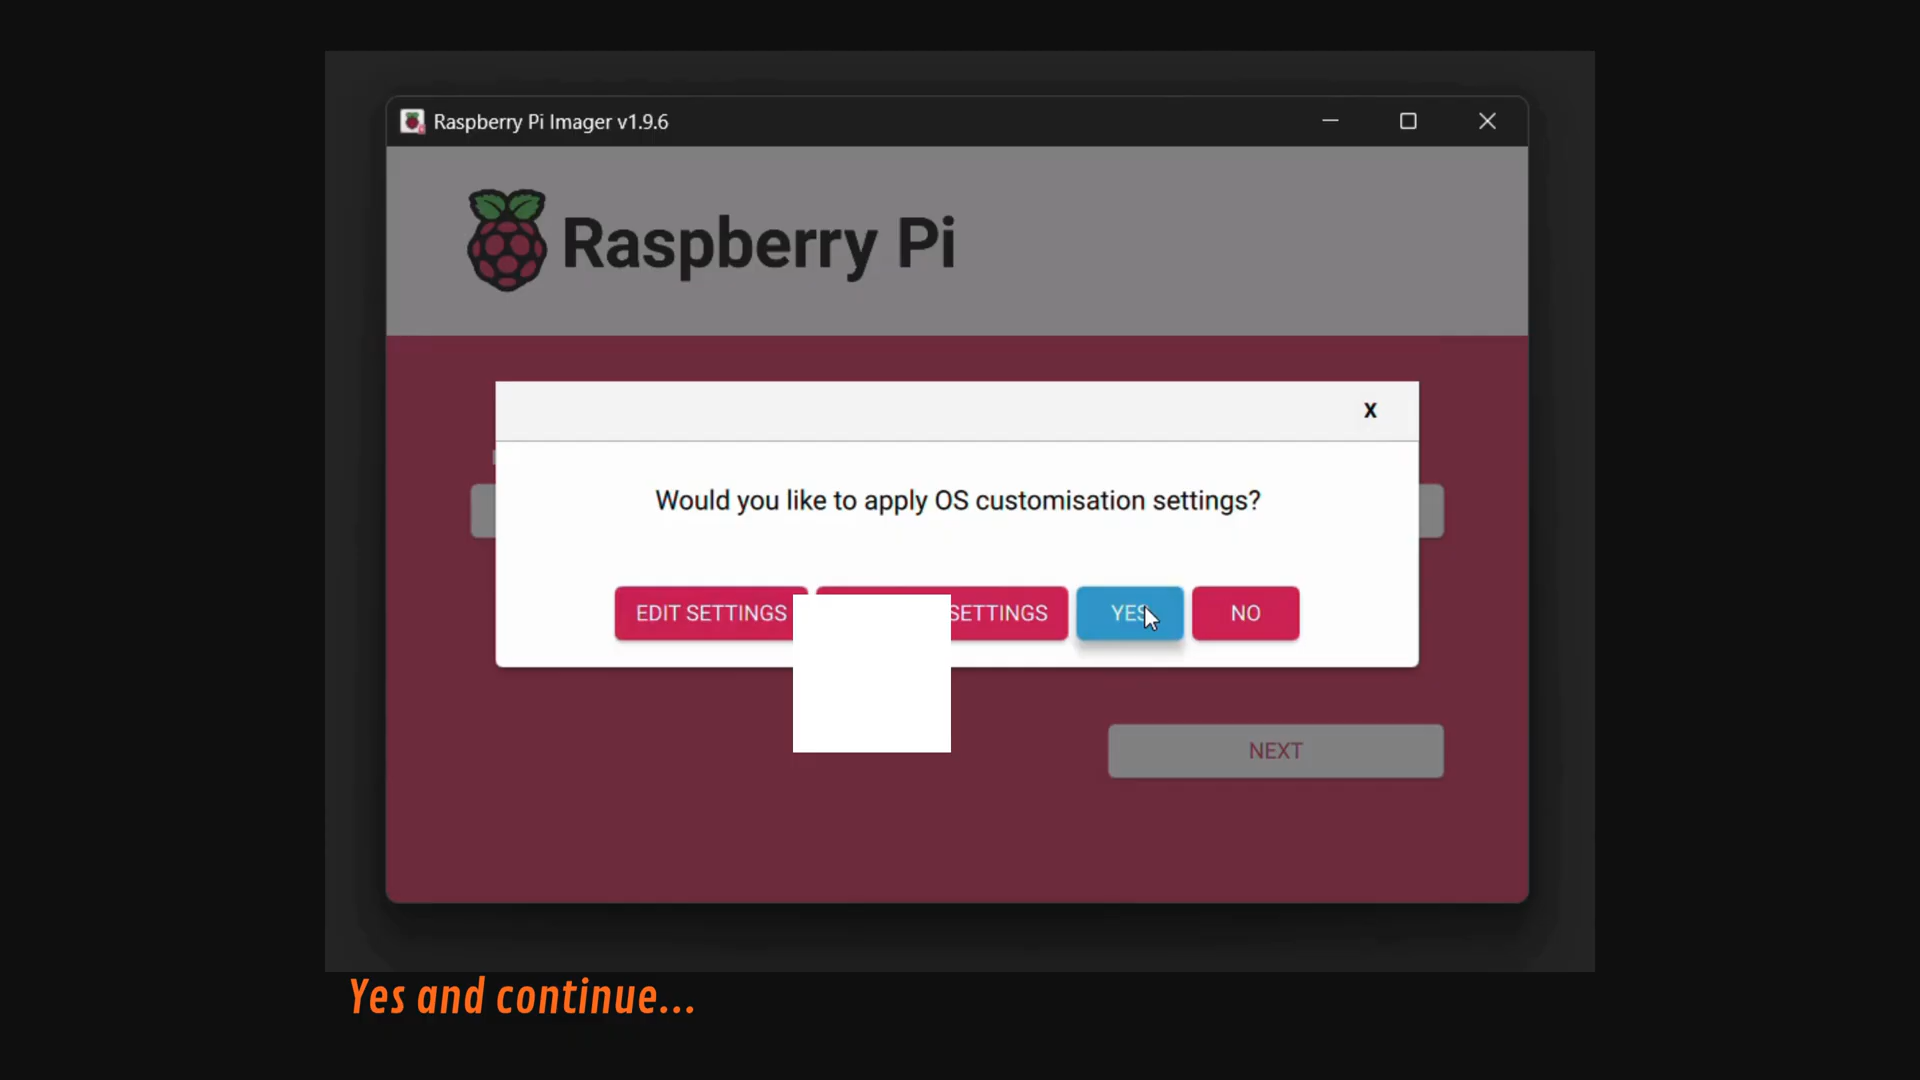 Raspberry Pi Imager v1.9.6
Raspberry Pi
X
Would you like to apply OS customisation settings?
EDIT SETTINGS SETTINGS YES NO
NEXT
Yes and continue...